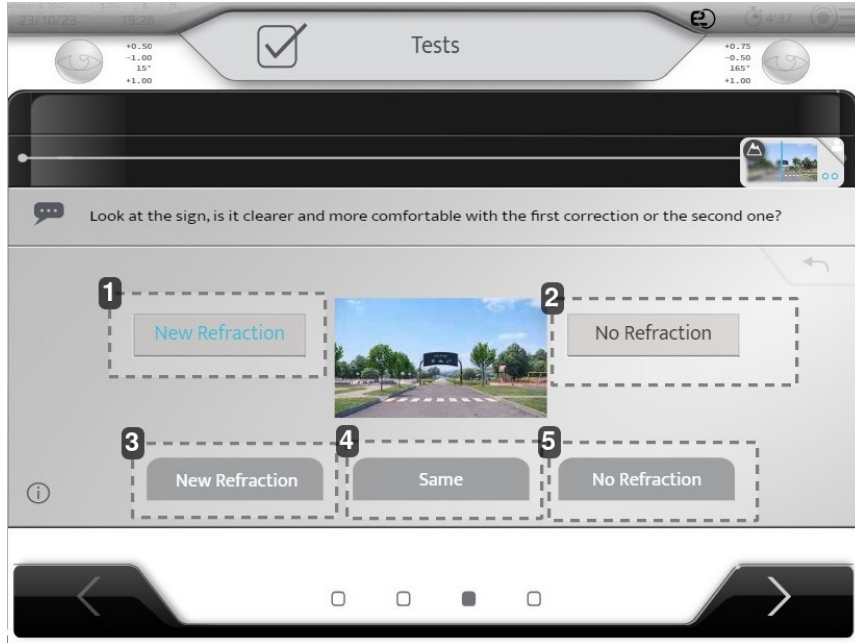 23/10/23 19:26
Tests
4:37
+0.50
-1.00
15°
+1.00
+0.75
-0.50
165°
+1.00
Look at the sign, is it clearer and more comfortable with the first correction or the second one?
1
New Refraction
2
No Refraction
3
New Refraction
4
Same
5
No Refraction